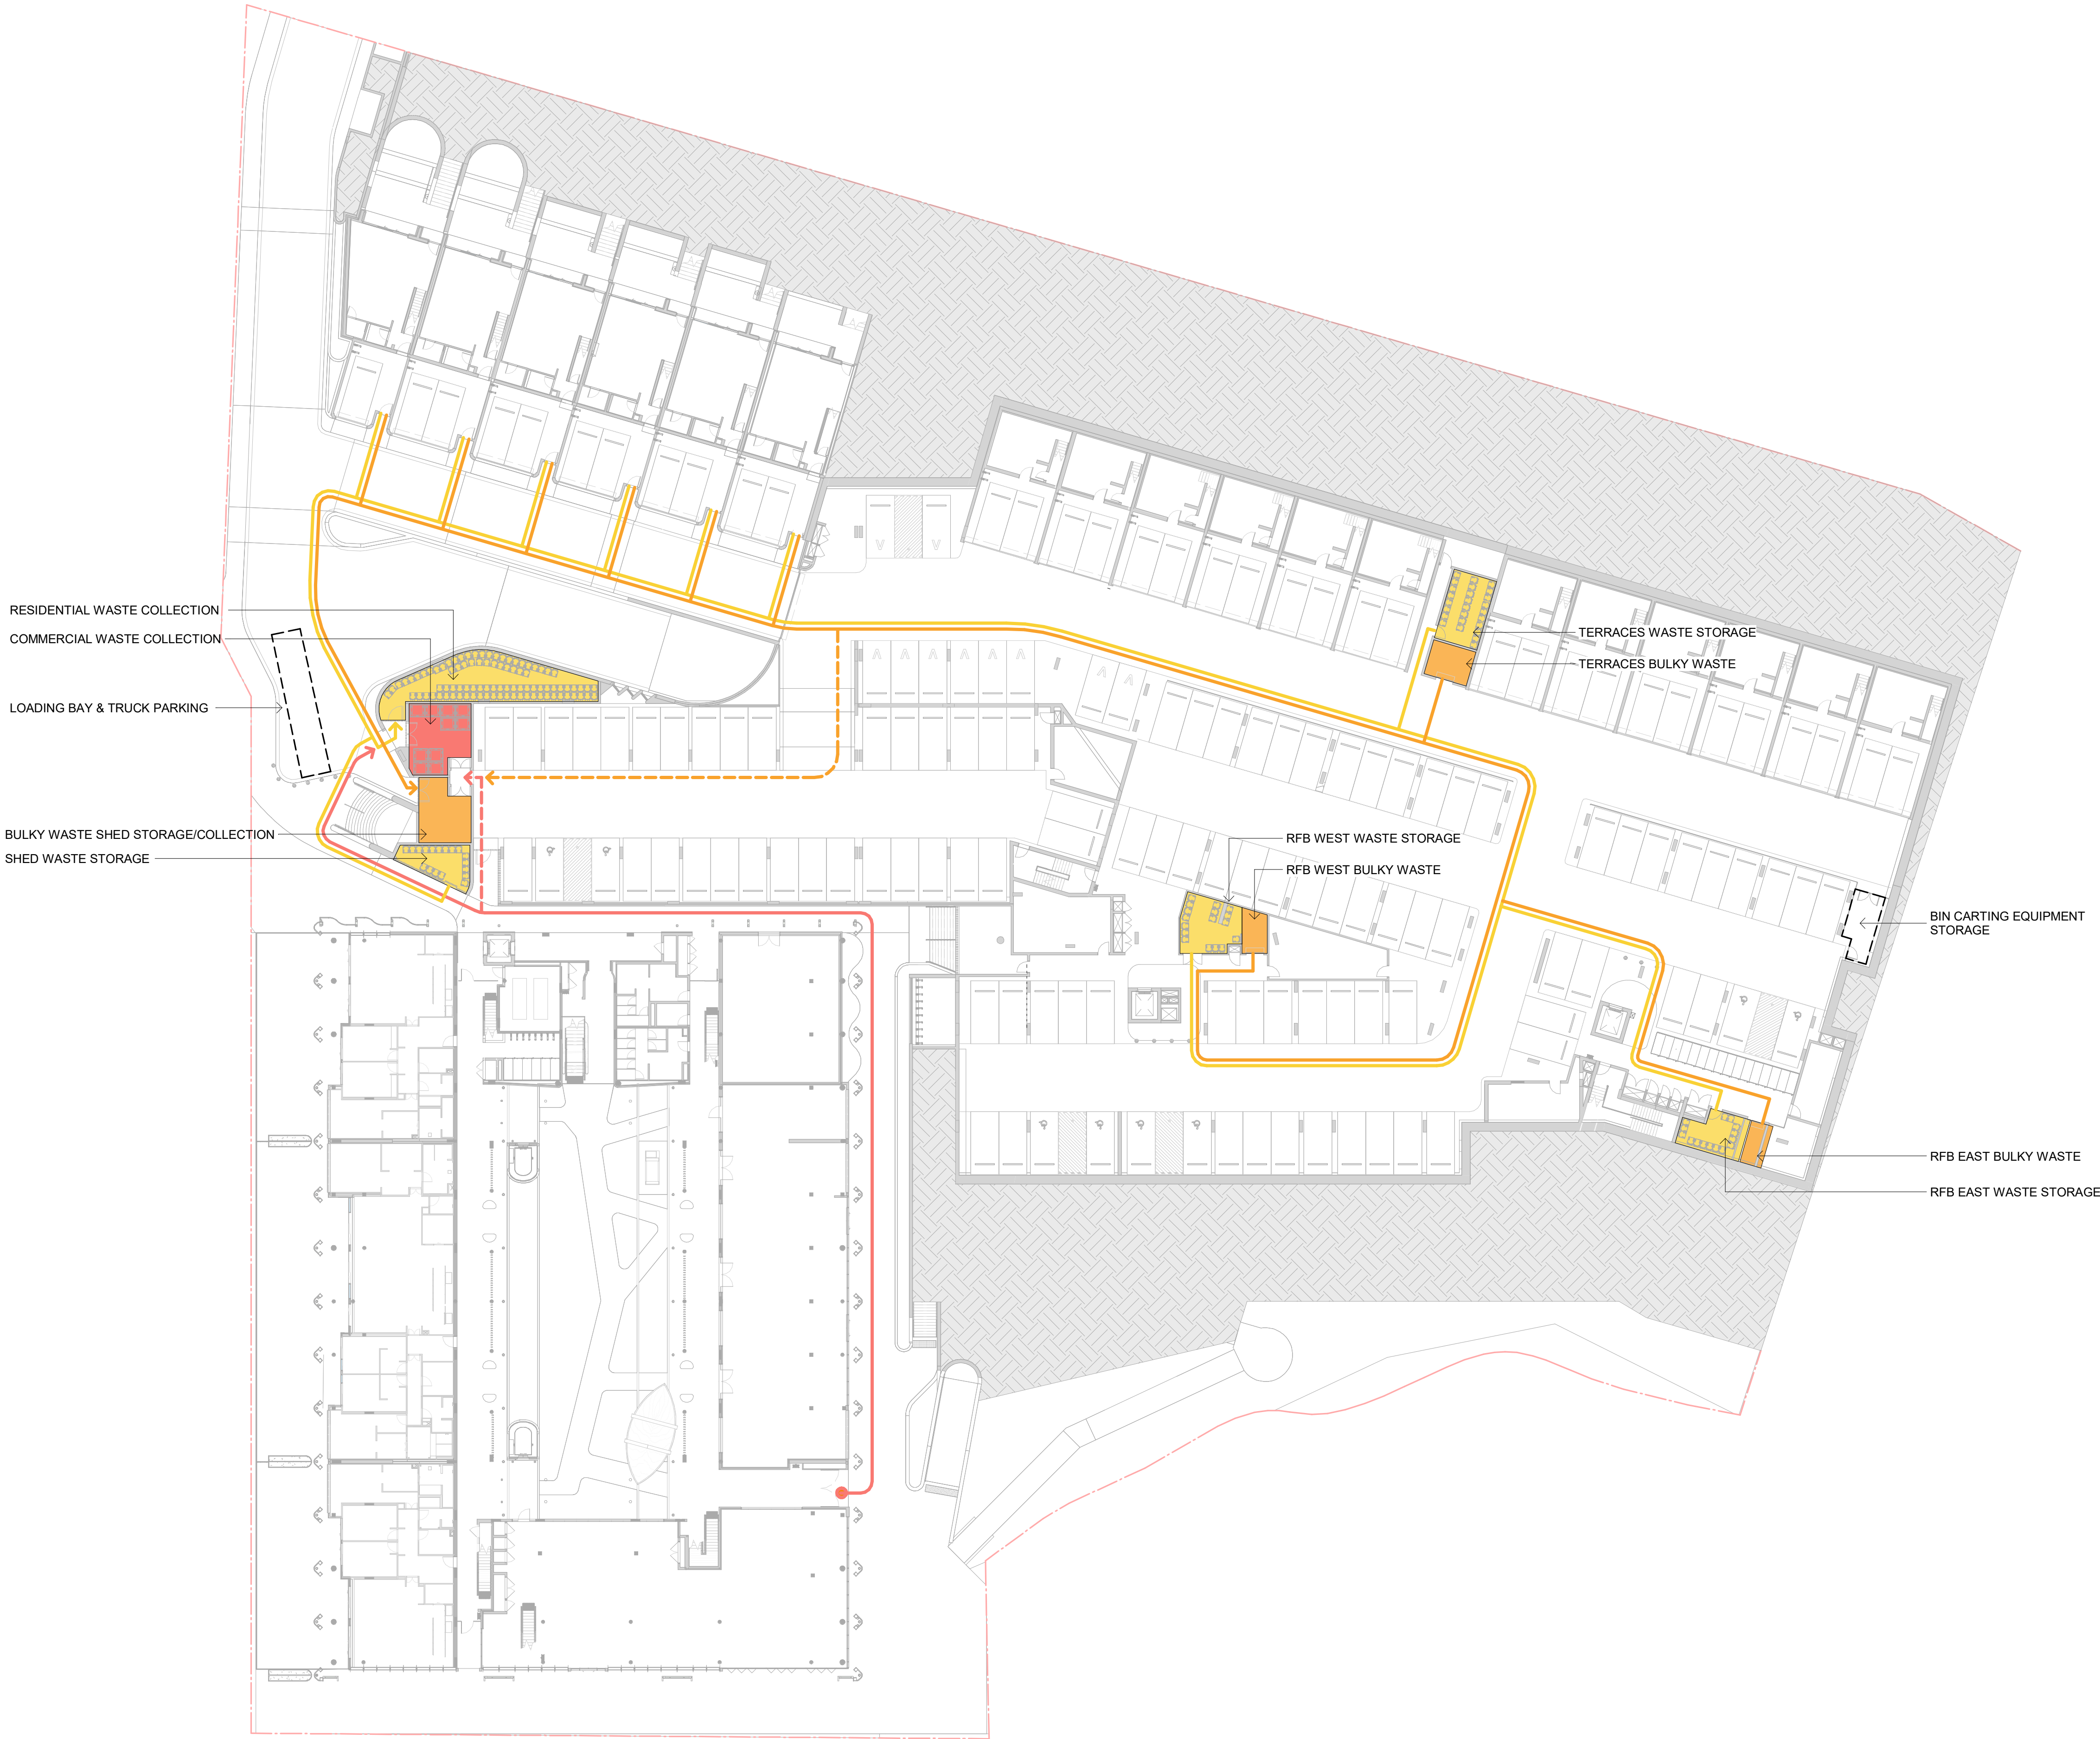 RESIDENTIAL WASTE COLLECTION
COMMERCIAL WASTE COLLECTION
LOADING BAY & TRUCK PARKING
BULKY WASTE SHED STORAGE/COLLECTION
SHED WASTE STORAGE
TERRACES WASTE STORAGE
TERRACES BULKY WASTE
RFB WEST WASTE STORAGE
RFB WEST BULKY WASTE
BIN CARTING EQUIPMENT
STORAGE
RFB EAST BULKY WASTE
RFB EAST WASTE STORAGE